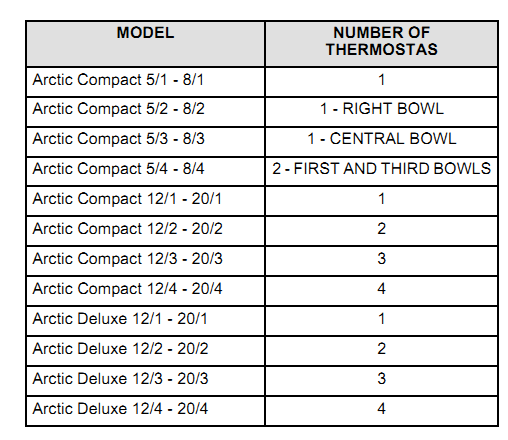 MODEL
NUMBER OF
THERMOSTAS
Arctic Compact 5/1 - 8/1
1
Arctic Compact 5/2 - 8/2
1 - RIGHT BOWL
Arctic Compact 5/3 - 8/3
1 - CENTRAL BOWL
Arctic Compact 5/4 - 8/4
2 - FIRST AND THIRD BOWLS
Arctic Compact 12/1 - 20/1
1
Arctic Compact 12/2 - 20/2
2
Arctic Compact 12/3 - 20/3
3
Arctic Compact 12/4 - 20/4
4
Arctic Deluxe 12/1 - 20/1
1
Arctic Deluxe 12/2 - 20/2
2
Arctic Deluxe 12/3 - 20/3
3
Arctic Deluxe 12/4 - 20/4
4